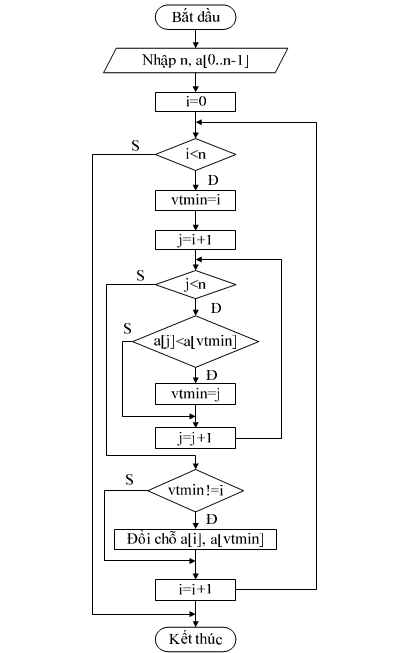 Bắt đầu
Nhập n, a[0..n-1]
i=0
S
i<n
Đ
vtmin=i
j=i+1
S
j<n
Đ
S
a[j]<a[vtmin]
Đ
vtmin=j
j=j+1
S
vtmin!=i
Đ
Đổi chỗ a[i], a[vtmin]
i=i+1
Kết thúc